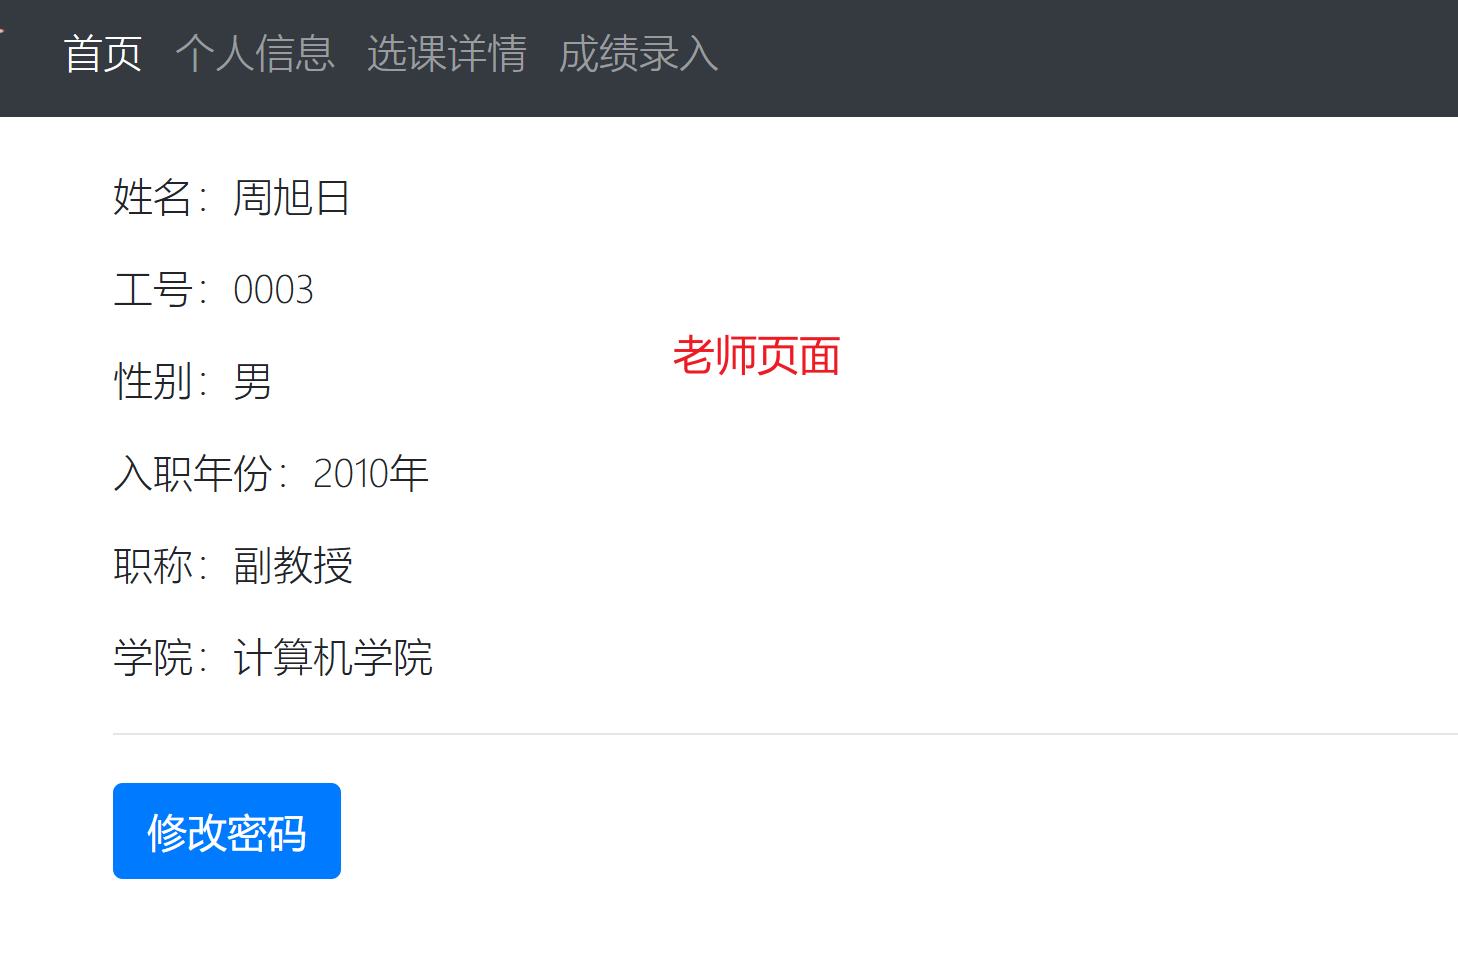 首页 个人信息 选课详情 成绩录入
姓名：周旭日
工号：0003
老师页面
性别：男
入职年份：2010年
职称：副教授
学院：计算机学院
修改密码